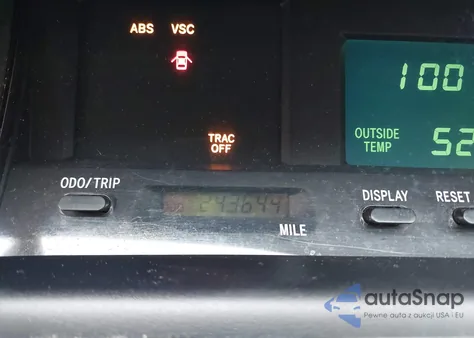 ABS VSC
100
TRAC
OFF
OUTSIDE
TEMP
52
ODO/TRIP
243644
DISPLAY
RESET
MILE
autaSnap
Pewne auta z aukcji USA i EU